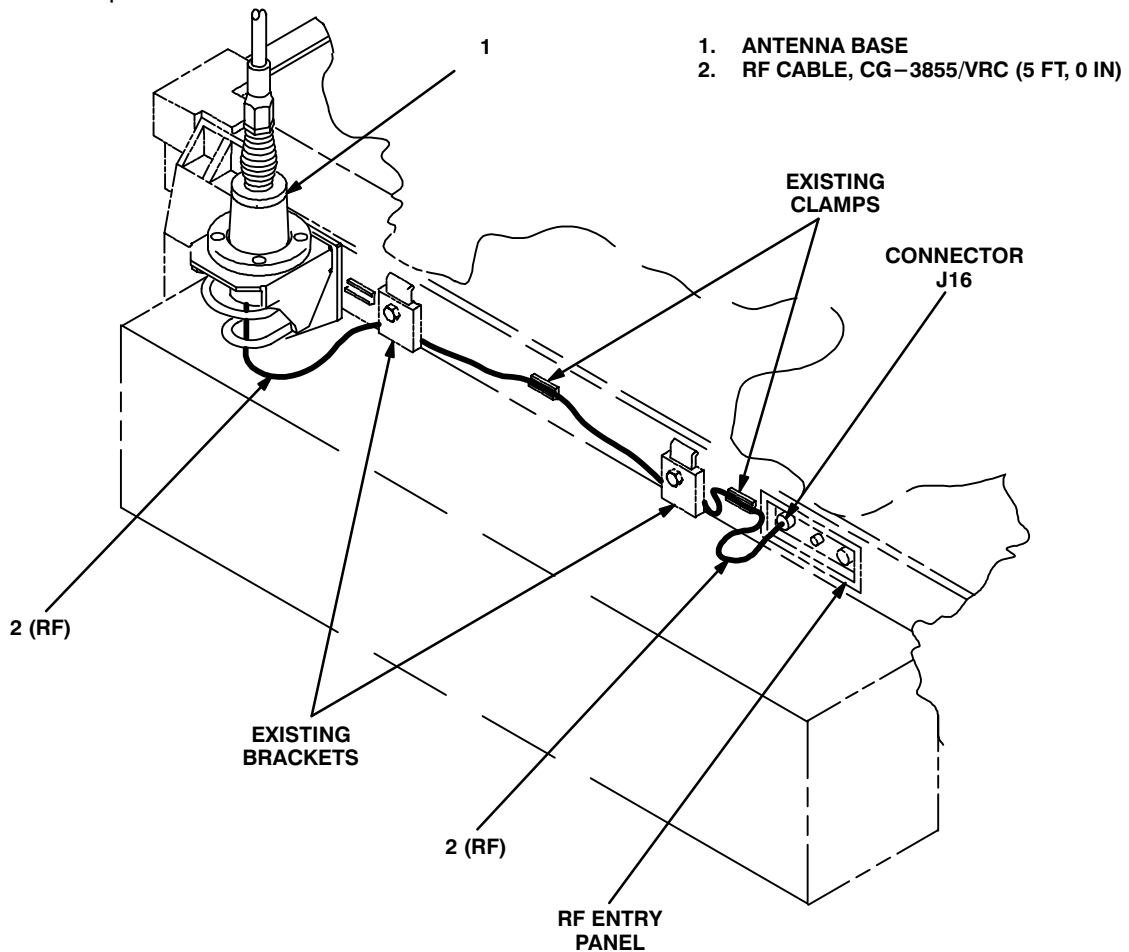 1
1. ANTENNA BASE
2. RF CABLE, CG–3855/VRC (5 FT, 0 IN)
EXISTING
CLAMPS
CONNECTOR
J16
2 (RF)
EXISTING
BRACKETS
2 (RF)
RF ENTRY
PANEL